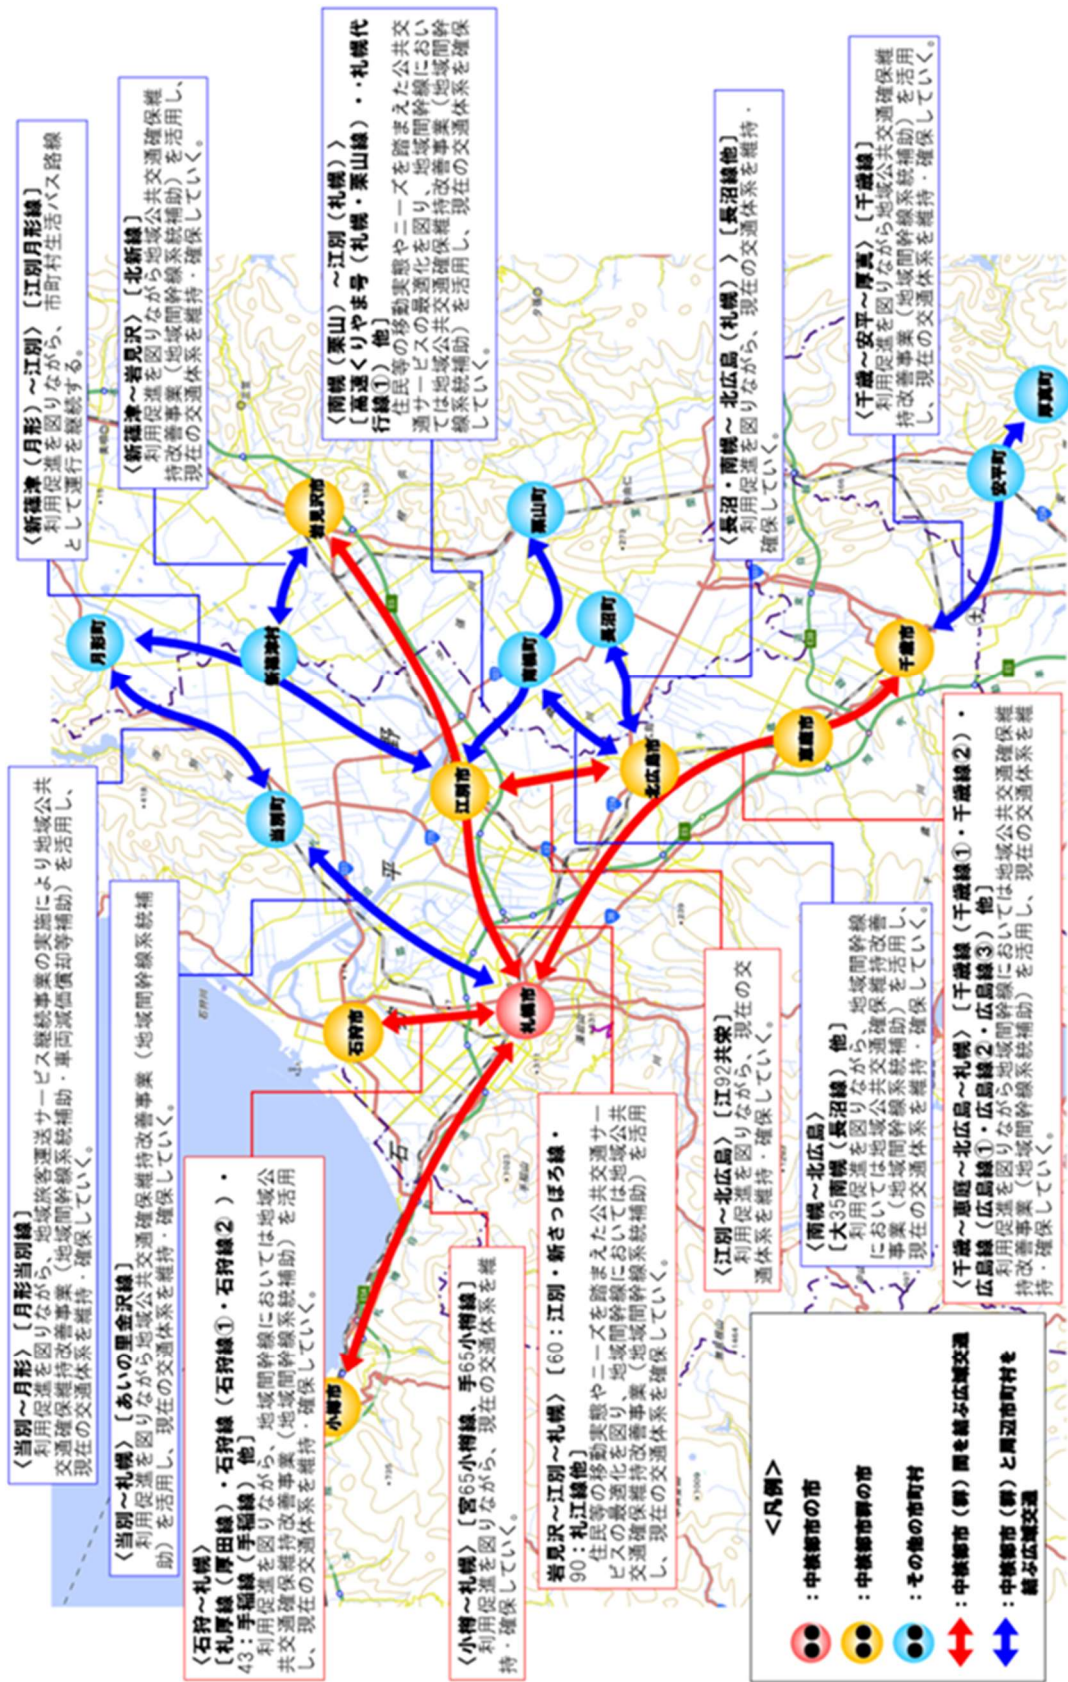 〈当別～月形〉［月形当別線］
利用促進を図りながら、地域旅客運送サービス継続事業の実施により地域公共
交通確保維持改善事業（地域間幹線系統補助・車両減価償却等補助）を活用し、
現在の交通体系を維持・確保していく。
〈当別～札幌〉［あいの里金沢線］
利用促進を図りながら地域公共交通確保維持改善事業（地域間幹線系統補
助）を活用し、現在の交通体系を維持・確保していく。
〈石狩～札幌〉
［札厚線（厚田線）・石狩線（石狩線①・石狩線②）・
43：手稲線（手稲線）他］
利用促進を図りながら、地域間幹線においては地域公
共交通確保維持改善事業（地域間幹線系統補助）を活用
し、現在の交通体系を維持・確保していく。
〈小樽～札幌〉［宮65小樽線、手65小樽線］
利用促進を図りながら、現在の交通体系を維
持・確保していく。
岩見沢～江別～札幌〉［60：江別・新さっぽろ線・
90：札江線他］
住民等の移動実態やニーズを踏まえた公共交通サー
ビスの最適化を図り、地域間幹線においては地域公共
交通確保維持改善事業（地域間幹線系統補助）を活用
し、現在の交通体系を確保していく。
〈新篠津（月形）～江別〉［江別月形線］
利用促進を図りながら、市町村生活バス路線
として運行を継続する。
〈新篠津～岩見沢〉［北新線］
利用促進を図りながら地域公共交通確保維
持改善事業（地域間幹線系統補助）を活用し、
現在の交通体系を維持・確保していく。
〈南幌（栗山）～江別（札幌）〉
［高速くりやま号（札幌・栗山線）・・札幌代
行線①）他］
住民等の移動実態やニーズを踏まえた公共交
通サービスの最適化を図り、地域間幹線におい
ては地域公共交通確保維持改善事業（地域間幹
線系統補助）を活用し、現在の交通体系を確保
していく。
〈長沼・南幌～北広島（札幌）〉［長沼線他］
利用促進を図りながら、現在の交通体系を維持・
確保していく。
〈千歳～安平～厚真〉［千歳線］
利用促進を図りながら地域公共交通確保維
持改善事業（地域間幹線系統補助）を活用
し、現在の交通体系を維持・確保していく。
〈江別～北広島〉［江92共栄］
利用促進を図りながら、現在の交
通体系を維持・確保していく。
〈南幌～北広島〉
［大35南幌（長沼線）他］
利用促進を図りながら、地域間幹線
においては地域公共交通確保維持改善
事業（地域間幹線系統補助）を活用し、
現在の交通体系を維持・確保していく。
〈千歳～恵庭～北広島～札幌〉［千歳線（千歳線①・千歳線②）・
広島線（広島線①・広島線②・広島線③）他］
利用促進を図りながら地域間幹線においては地域公共交通確保維
持改善事業（地域間幹線系統補助）を活用し、現在の交通体系を維
持・確保していく。
月形町
新篠津村
岩見沢市
当別町
江別市
南幌町
栗山町
長沼町
北広島市
石狩市
札幌市
小樽市
恵庭市
千歳市
安平町
厚真町
石
狩
平
野
石狩川
＜凡例＞
：中核都市の市
：中核都市群の市
：その他の市町村
：中核都市（群）間を結ぶ広域交通
：中核都市（群）と周辺市町村を
結ぶ広域交通